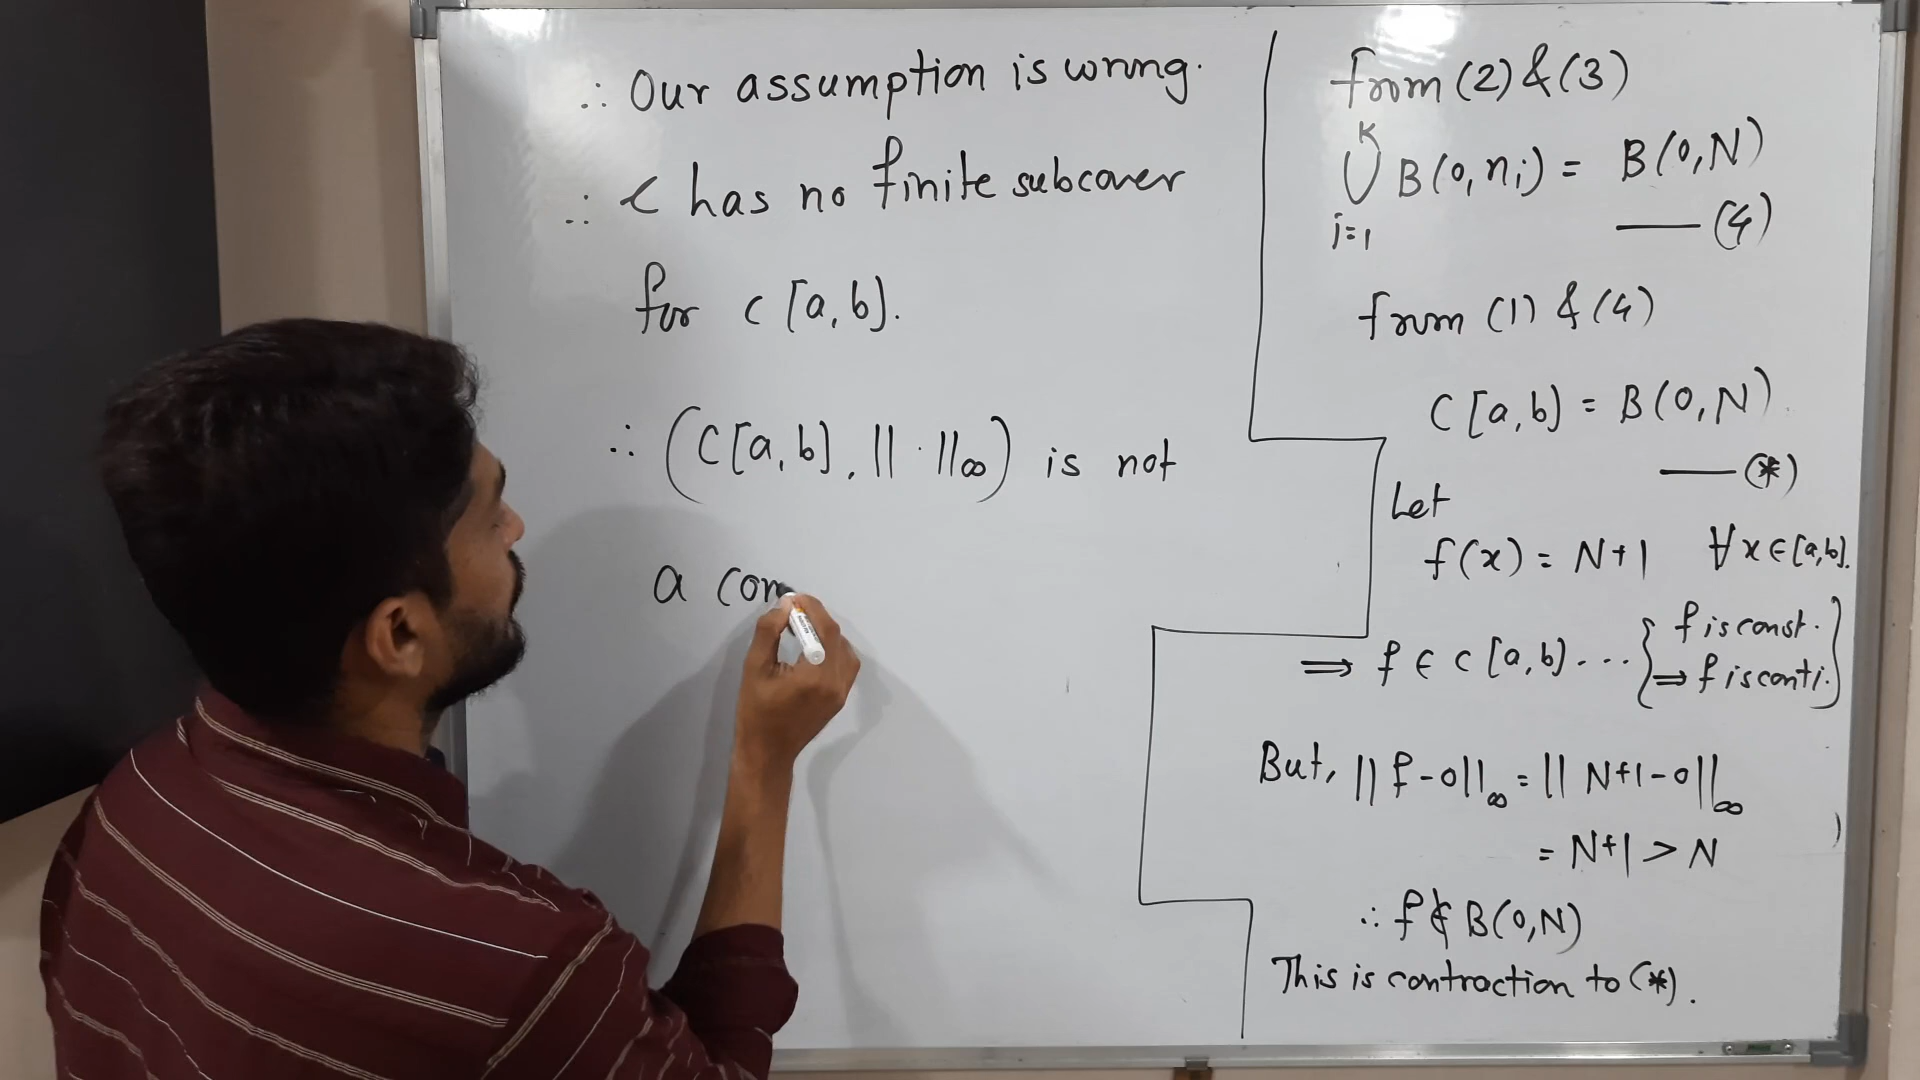 from (2) & (3)
K
⋃ B(0, nᵢ) = B(0, N)
i=1
—— (4)
from (1) & (4)
C[a, b] = B(0, N)
—— (*)
Let
f(x) = N+1 ∀ x ∈ [a, b].
⟹ f ∈ C[a, b] ... { f is const.
⟹ f is conti. }
But, ||f-0||∞ = ||N+1-0||∞
= N+1 > N
∴ f ∉ B(0, N)
This is contraction to (*).
∴ Our assumption is wrong.
∴ C has no finite subcover
for C[a, b].
∴ (C[a, b], ||·||∞) is not
a com